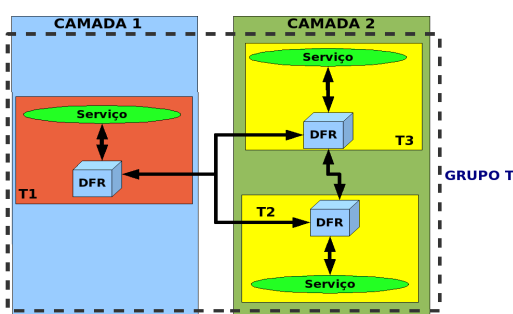 CAMADA 1
CAMADA 2
Serviço
DFR
T3
Serviço
DFR
T1
GRUPO T
T2
DFR
Serviço